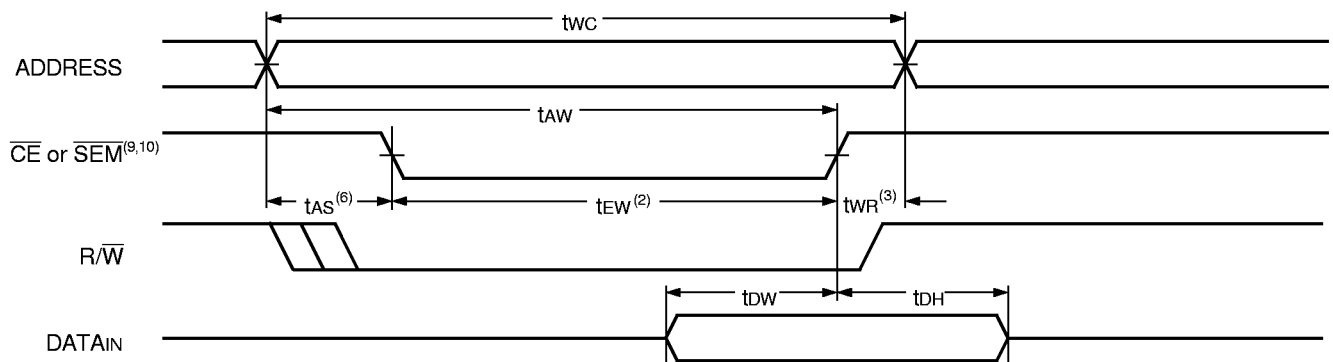 tWC
ADDRESS
tAW
CE or SEM(9,10)
tAS(6)
tEW(2)
tWR(3)
R/W
tDW
tDH
DATAIN